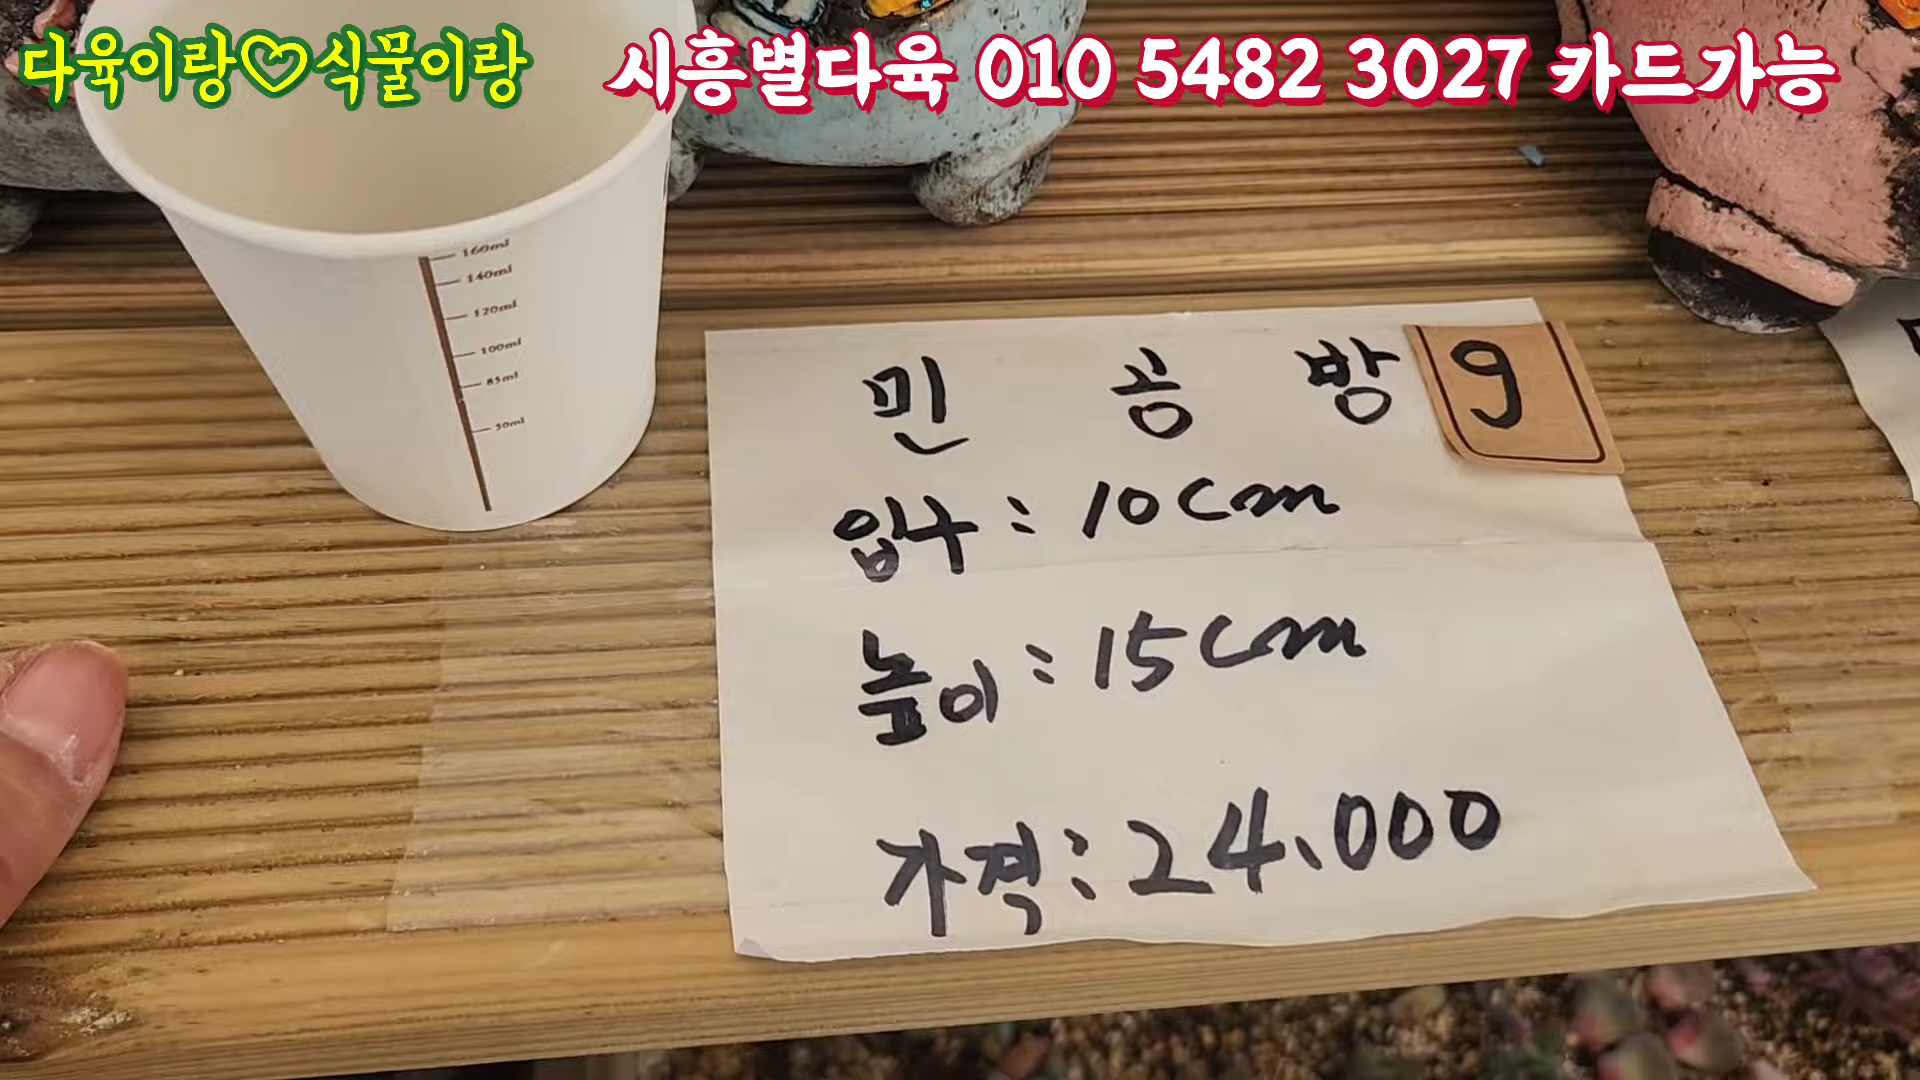 다육이랑♡식물이랑 시흥별다육 010 5482 3027 카드가능
160ml
140ml
120ml
100ml
85ml
50ml
민 공 방 9
입구 : 10cm
높이 : 15cm
가격 : 24,000